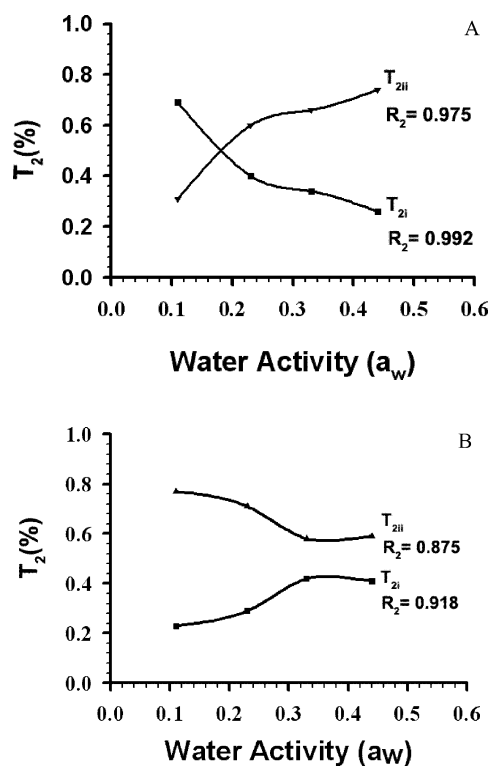 A
1.0
0.8
0.6
0.4
0.2
0.0
T2(%)
T2ii
R2= 0.975
T2i
R2= 0.992
0.0 0.1 0.2 0.3 0.4 0.5 0.6
Water Activity (aw)
B
1.0
0.8
0.6
0.4
0.2
0.0
T2(%)
T2ii
R2= 0.875
T2i
R2= 0.918
0.0 0.1 0.2 0.3 0.4 0.5 0.6
Water Activity (aw)